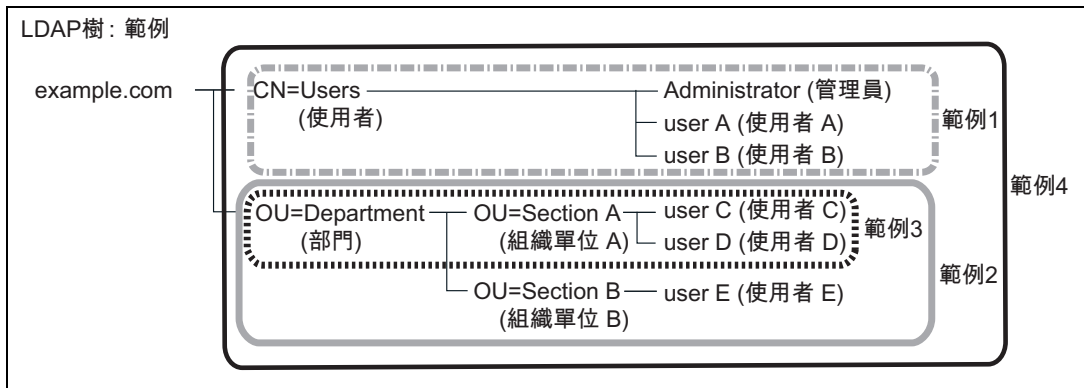 LDAP樹: 範例
example.com
CN=Users
(使用者)
Administrator (管理員)
user A (使用者 A)
user B (使用者 B)
範例1
範例4
OU=Department
(部門)
OU=Section A
(組織單位 A)
user C (使用者 C)
user D (使用者 D)
範例3
範例2
OU=Section B
(組織單位 B)
user E (使用者 E)